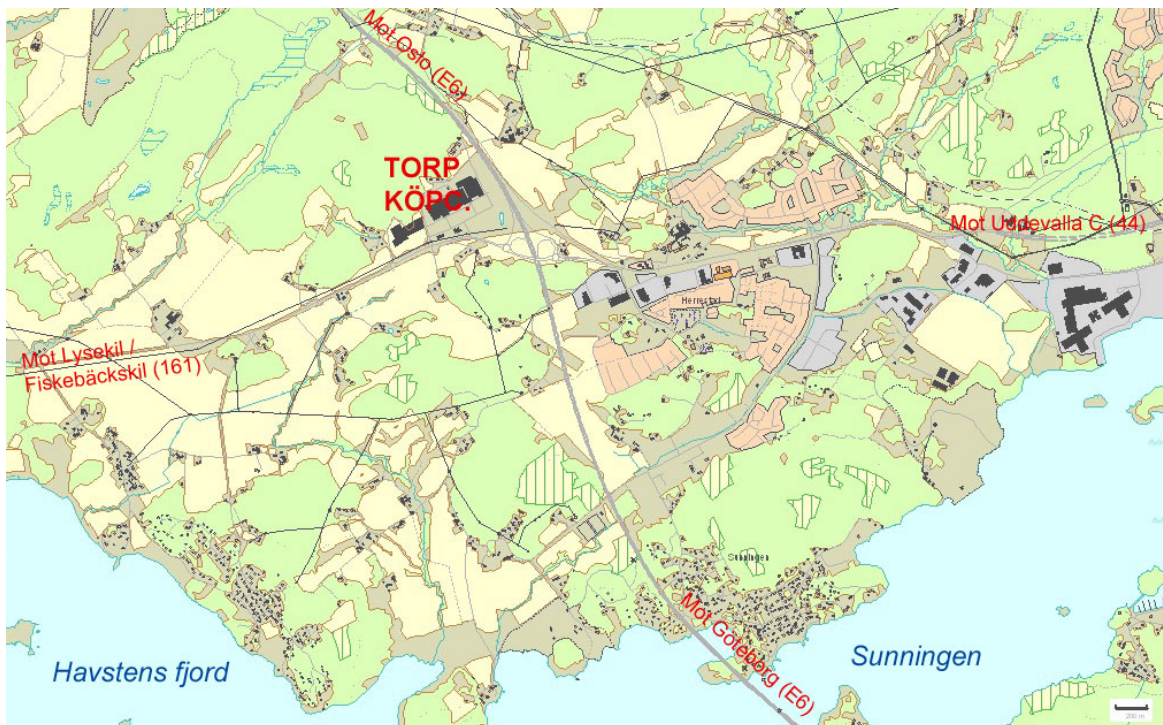 Mot Oslo (E6)
TORP
KÖPC.
Mot Uddevalla C (44)
Herrestad
Mot Lysekil /
Fiskebäckskil (161)
Sunningen
Mot Göteborg (E6)
Havstens fjord
Sunningen
200 m